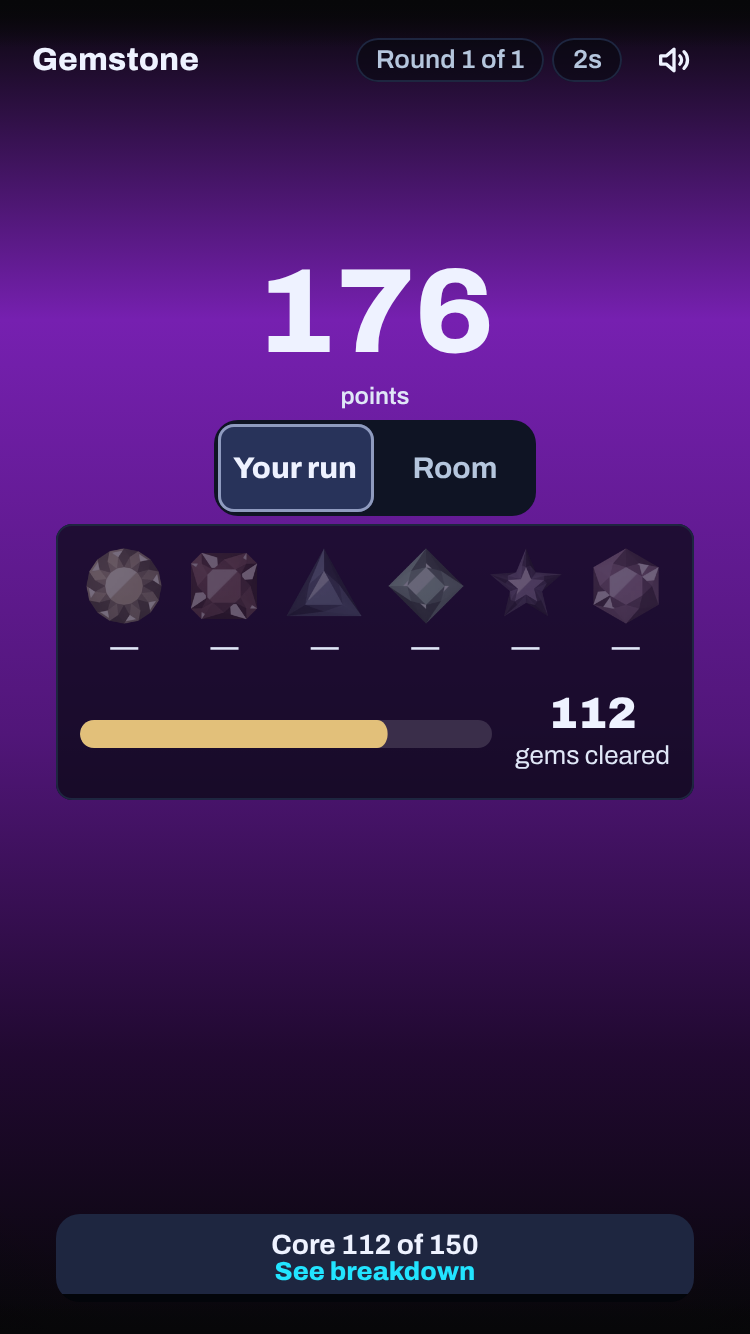 Gemstone
Round 1 of 1
2s
176
points
Your run
Room
— — — — — —
112
gems cleared
Core 112 of 150
See breakdown